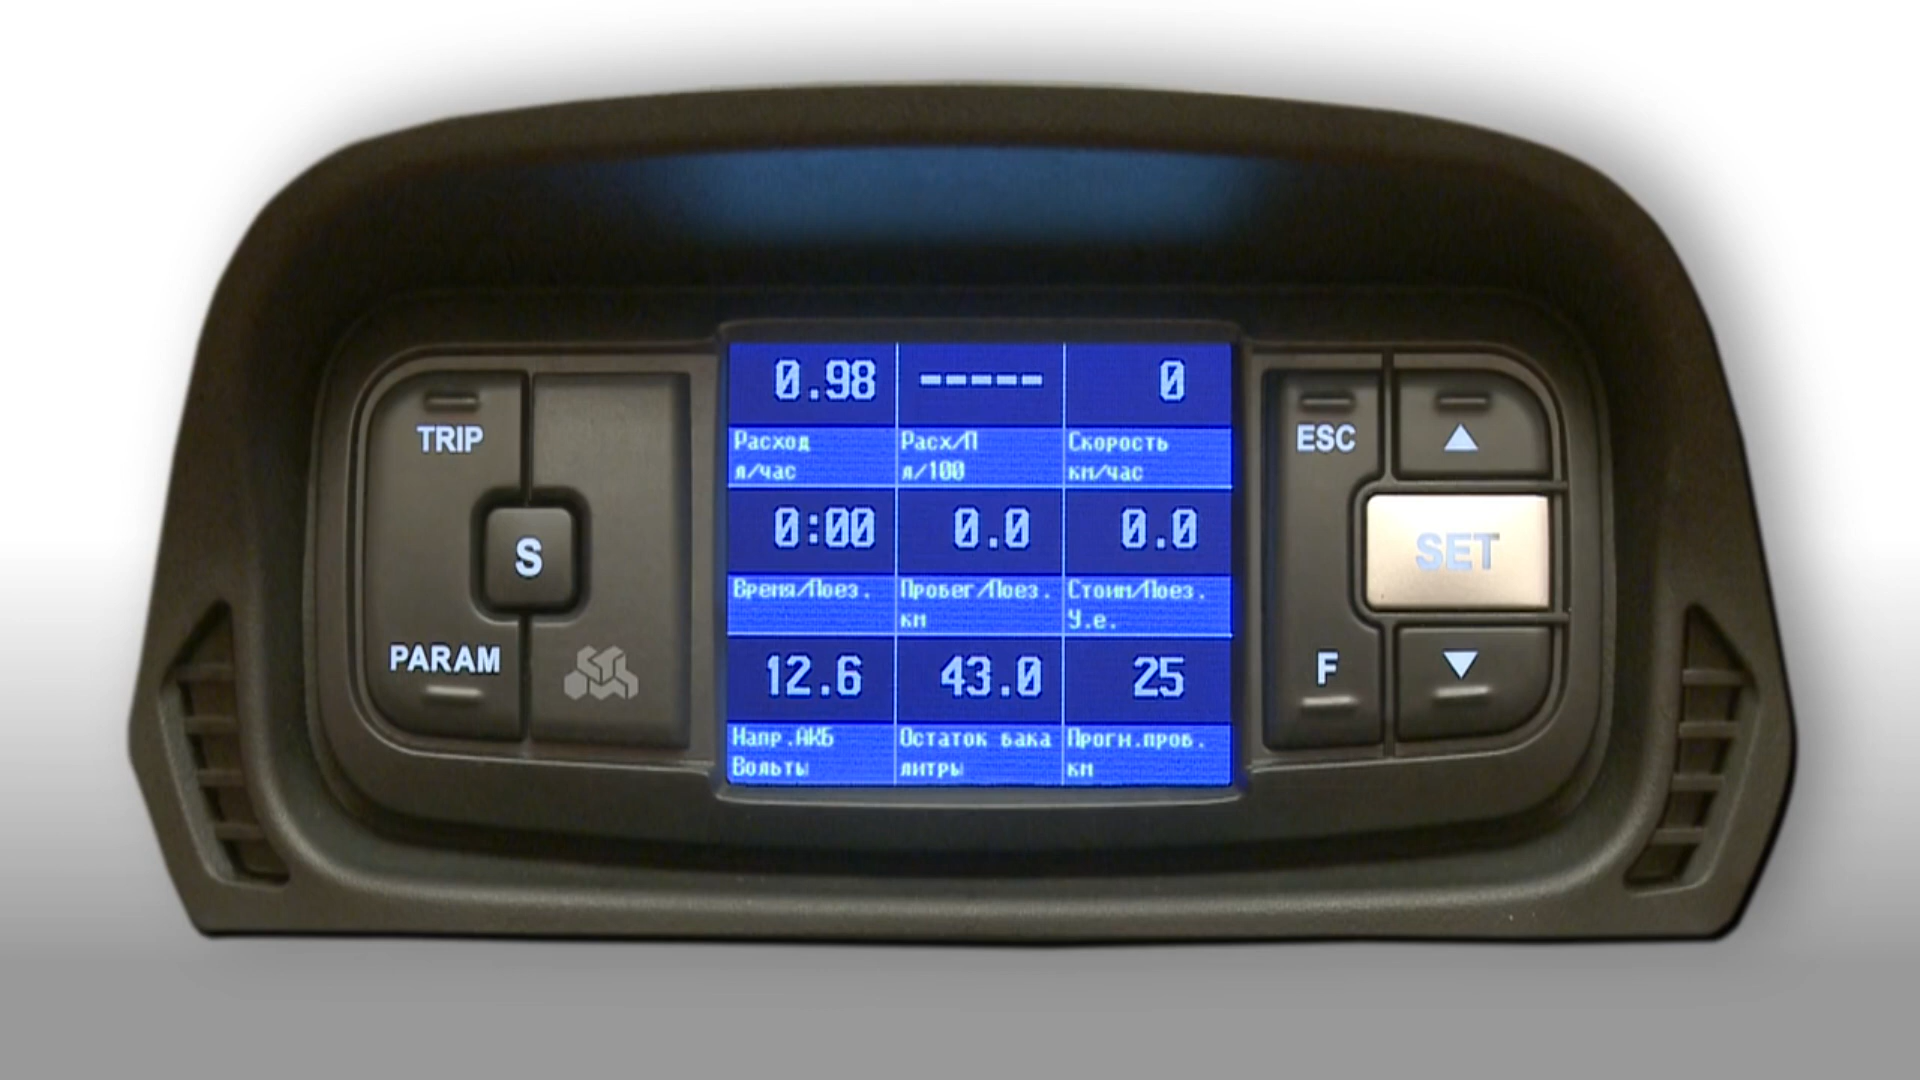 0.98 ----- 0
Расход Расх/П Скорость
л/час л/100 км/час
TRIP
ESC
0:00 0.0 0.0
S
SET
Время/Поез. Пробег/Поез. Стоим/Поез.
км У.е.
PARAM
F
12.6 43.0 25
Напр.АКБ Остаток бака Прогн.проб.
Вольты литры км